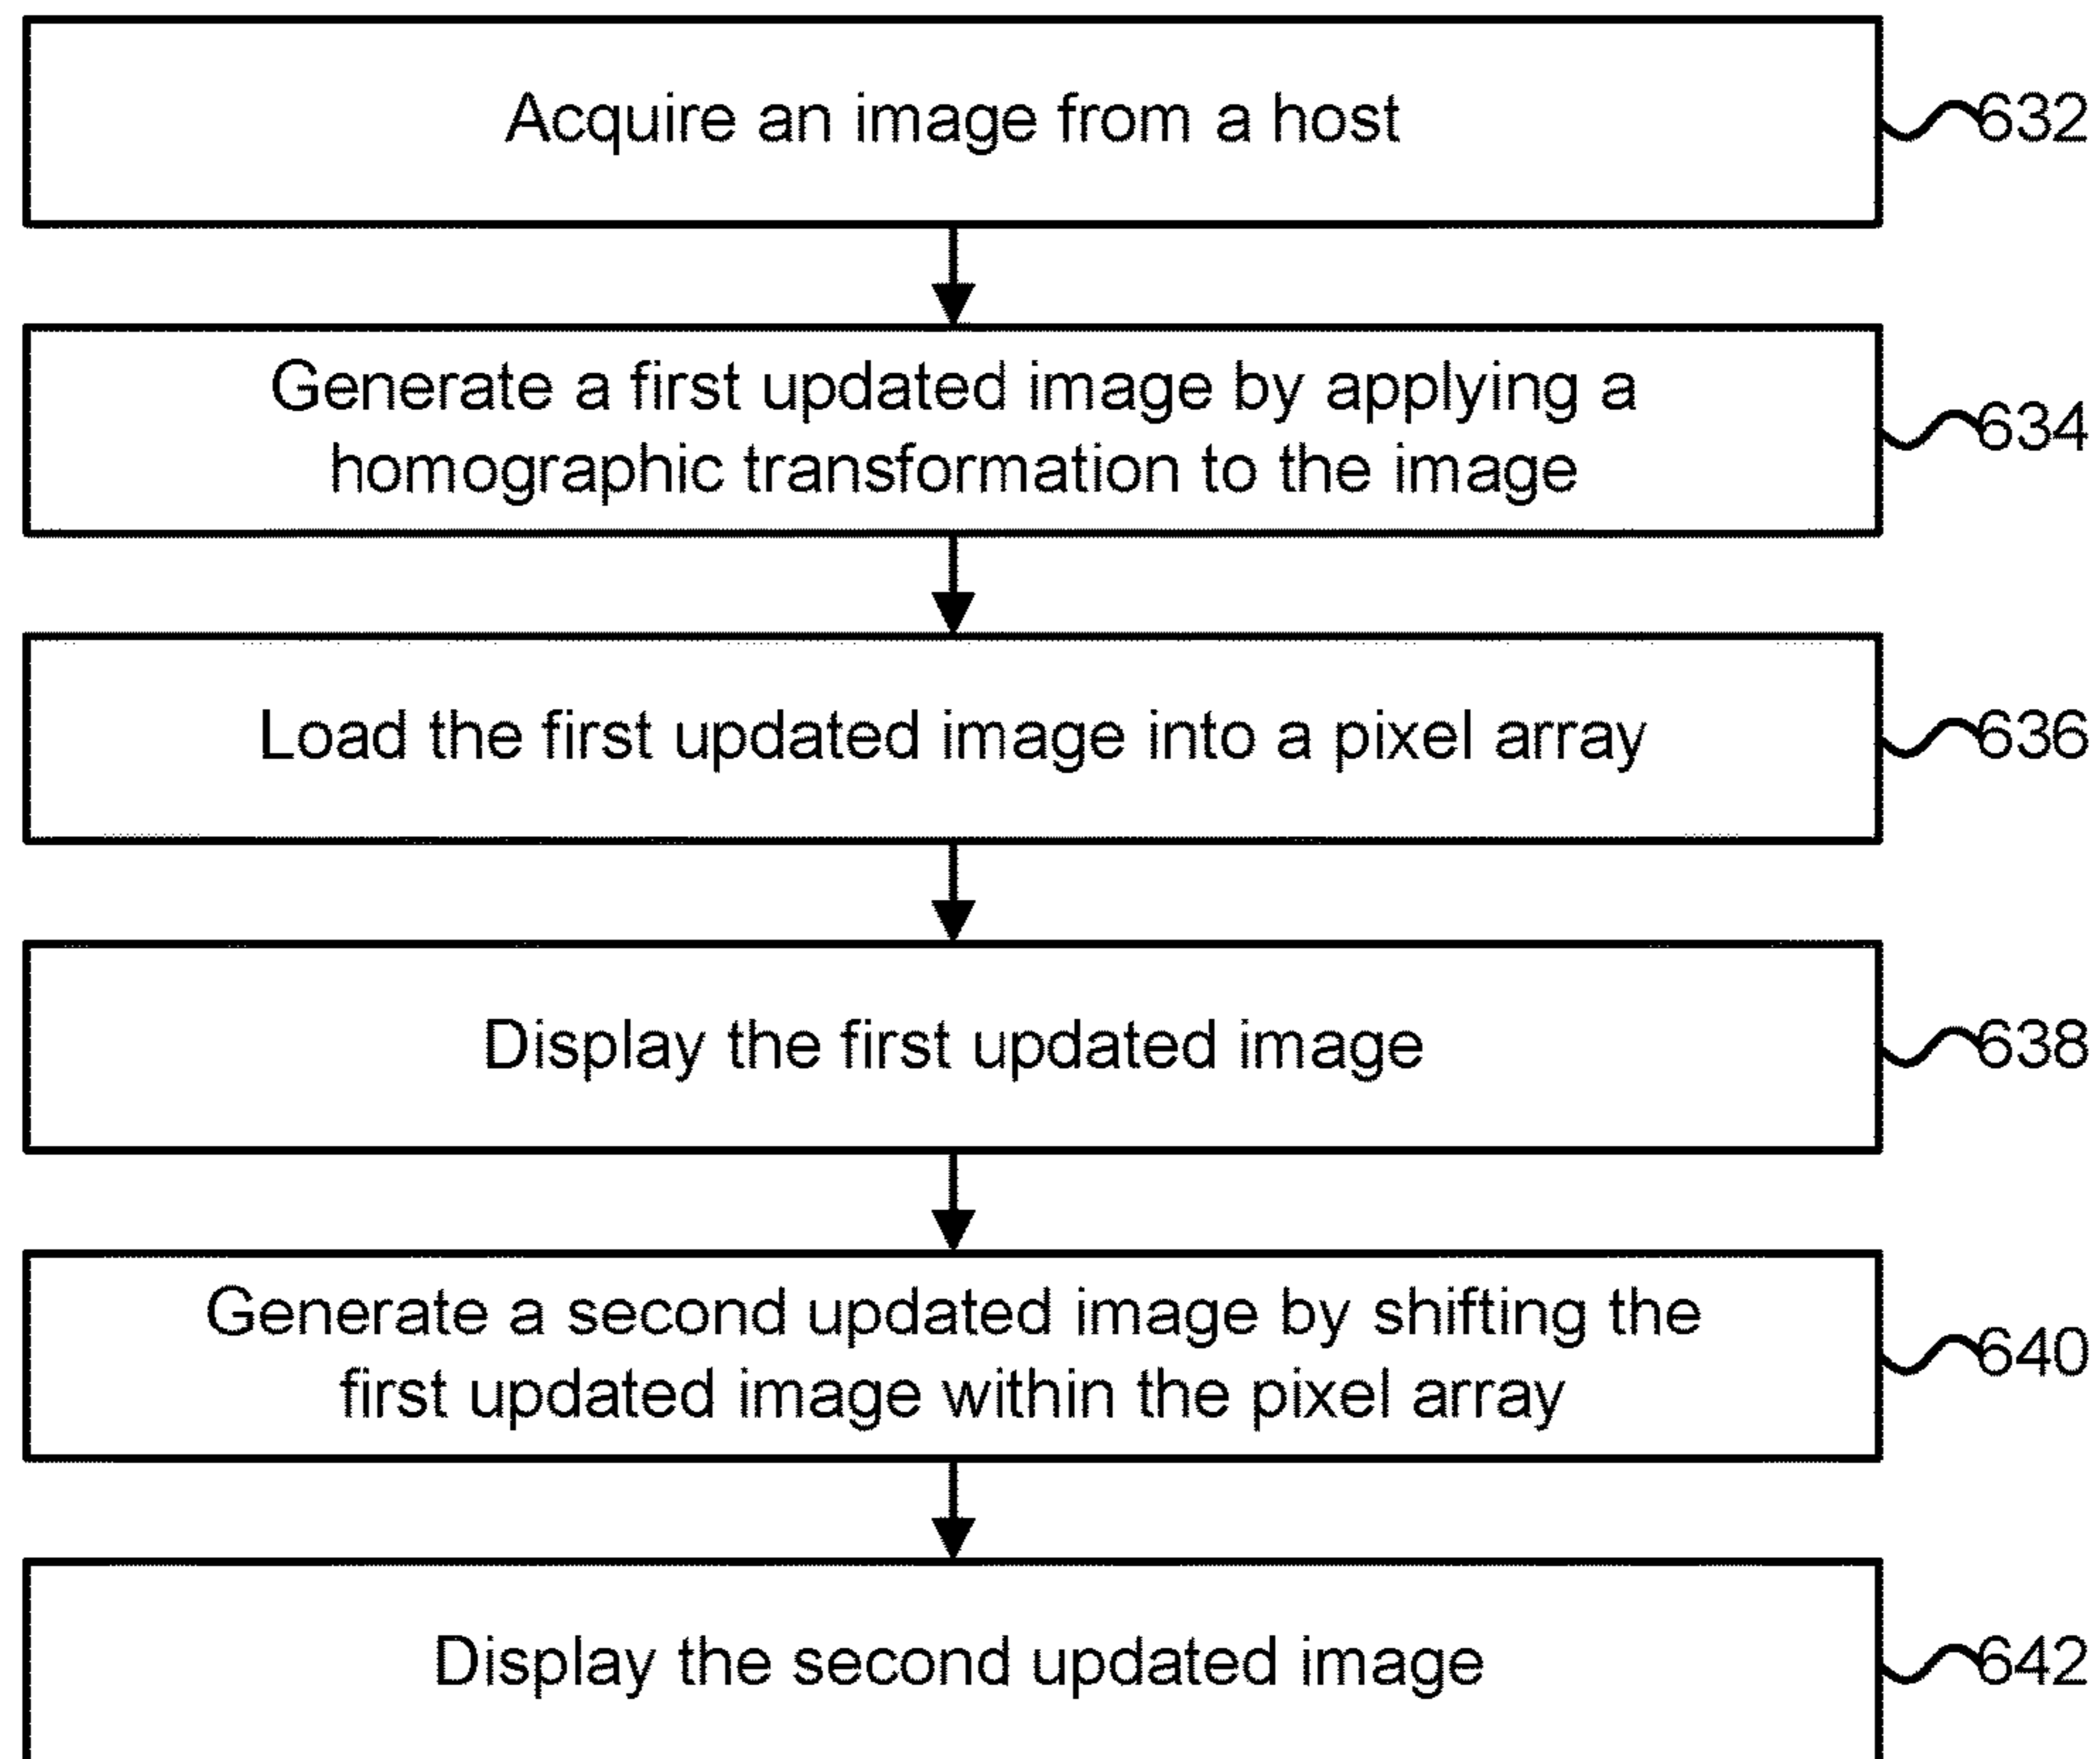 Acquire an image from a host
632
Generate a first updated image by applying a
homographic transformation to the image
634
Load the first updated image into a pixel array
636
Display the first updated image
638
Generate a second updated image by shifting the
first updated image within the pixel array
640
Display the second updated image
642